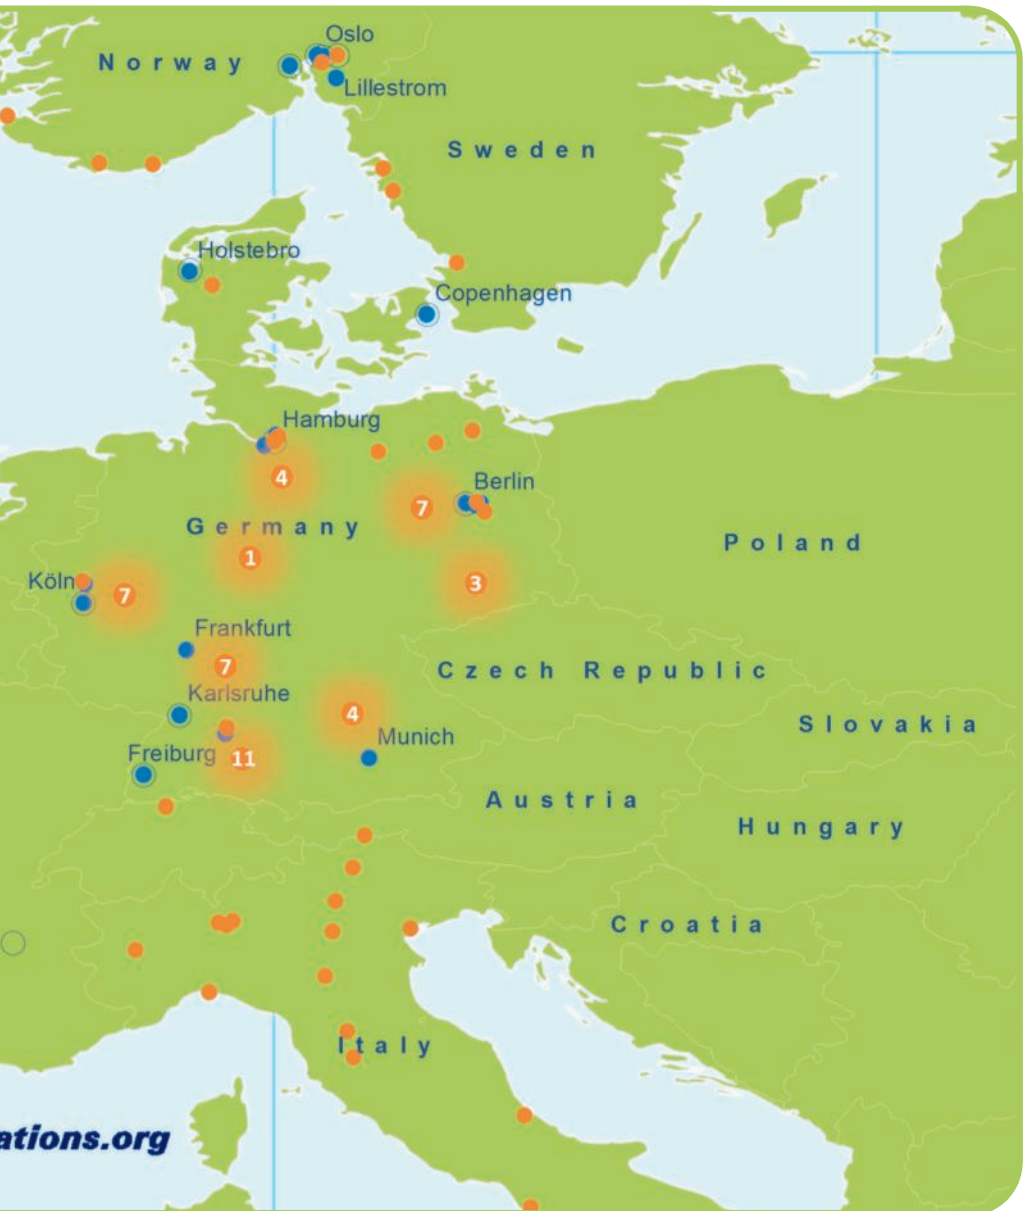 Oslo
Norway
Lillestrom
Sweden
Holstebro
Copenhagen
Hamburg
4
Berlin
7
Germany
Poland
1
Köln
7
3
Frankfurt
7
Czech Republic
Karlsruhe
4
Slovakia
Munich
Freiburg
11
Austria
Hungary
Croatia
Italy
ations.org